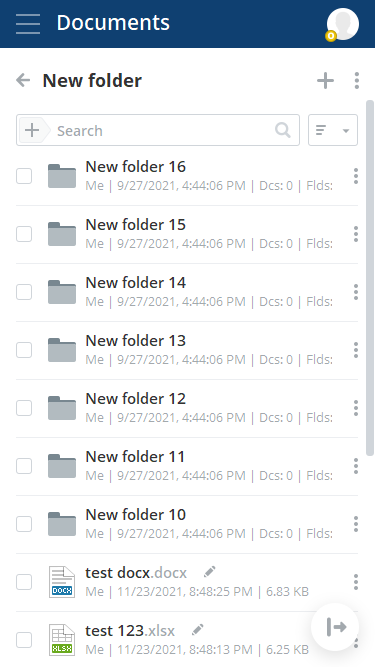 Documents
New folder
Search
New folder 16
Me | 9/27/2021, 4:44:06 PM | Dcs: 0 | Flds:
New folder 15
Me | 9/27/2021, 4:44:06 PM | Dcs: 0 | Flds:
New folder 14
Me | 9/27/2021, 4:44:06 PM | Dcs: 0 | Flds:
New folder 13
Me | 9/27/2021, 4:44:06 PM | Dcs: 0 | Flds:
New folder 12
Me | 9/27/2021, 4:44:06 PM | Dcs: 0 | Flds:
New folder 11
Me | 9/27/2021, 4:44:06 PM | Dcs: 0 | Flds:
New folder 10
Me | 9/27/2021, 4:44:06 PM | Dcs: 0 | Flds:
test docx.docx
DOCX
Me | 11/23/2021, 8:48:25 PM | 6.83 KB
test 123.xlsx
XLSX
Me | 11/23/2021, 8:48:13 PM | 6.25 KB